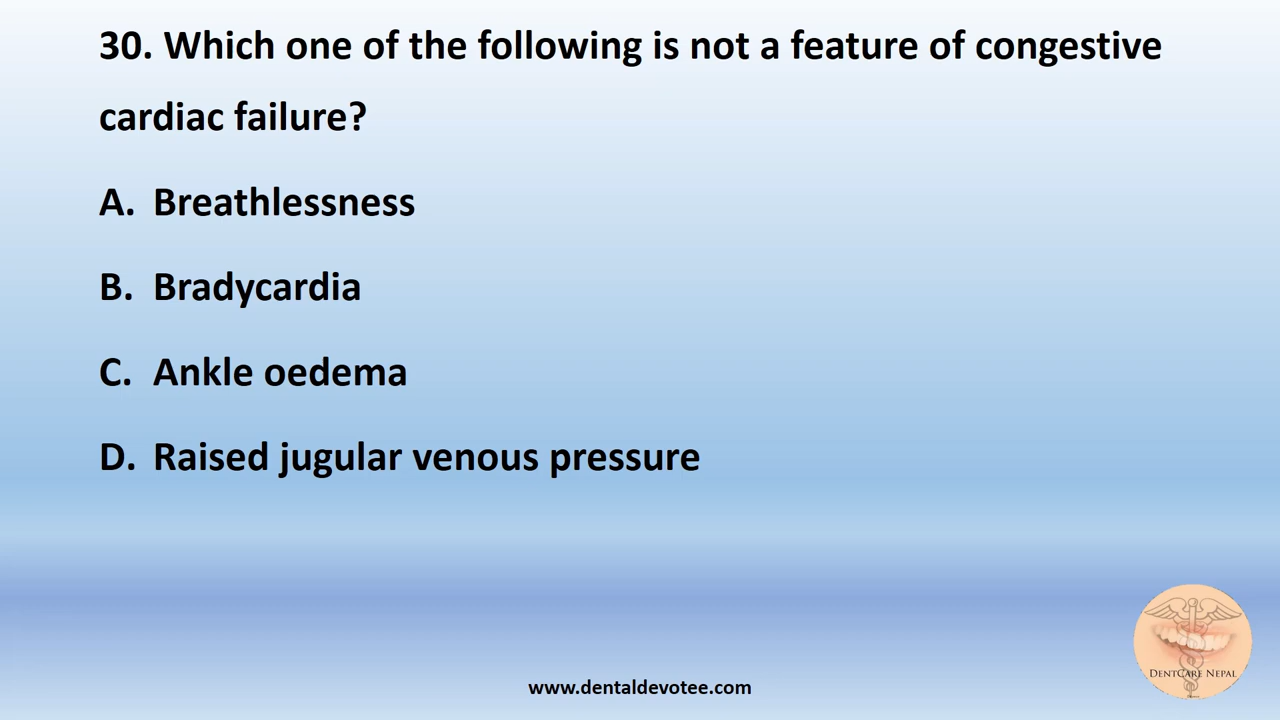 30. Which one of the following is not a feature of congestive
cardiac failure?
A. Breathlessness
B. Bradycardia
C. Ankle oedema
D. Raised jugular venous pressure
DENTCARE NEPAL
www.dentaldevotee.com